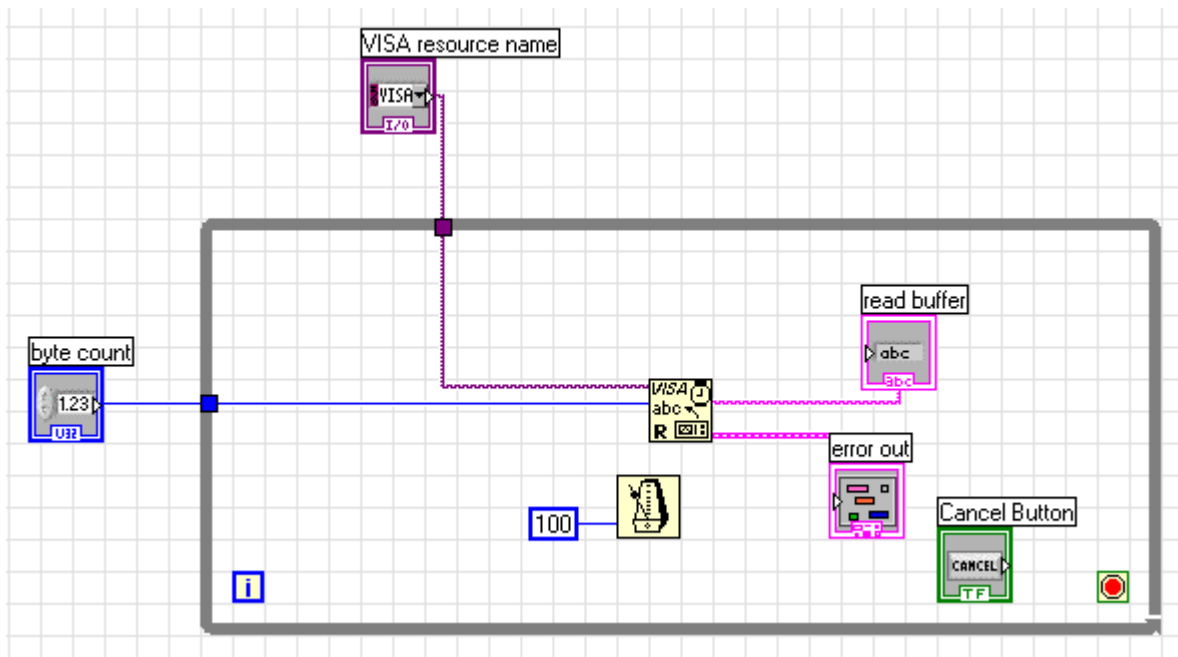 VISA resource name
VISA
I/O
read buffer
abc
abc
byte count
1.23
U32
VISA
abc
R
error out
100
Cancel Button
CANCEL
TF
i